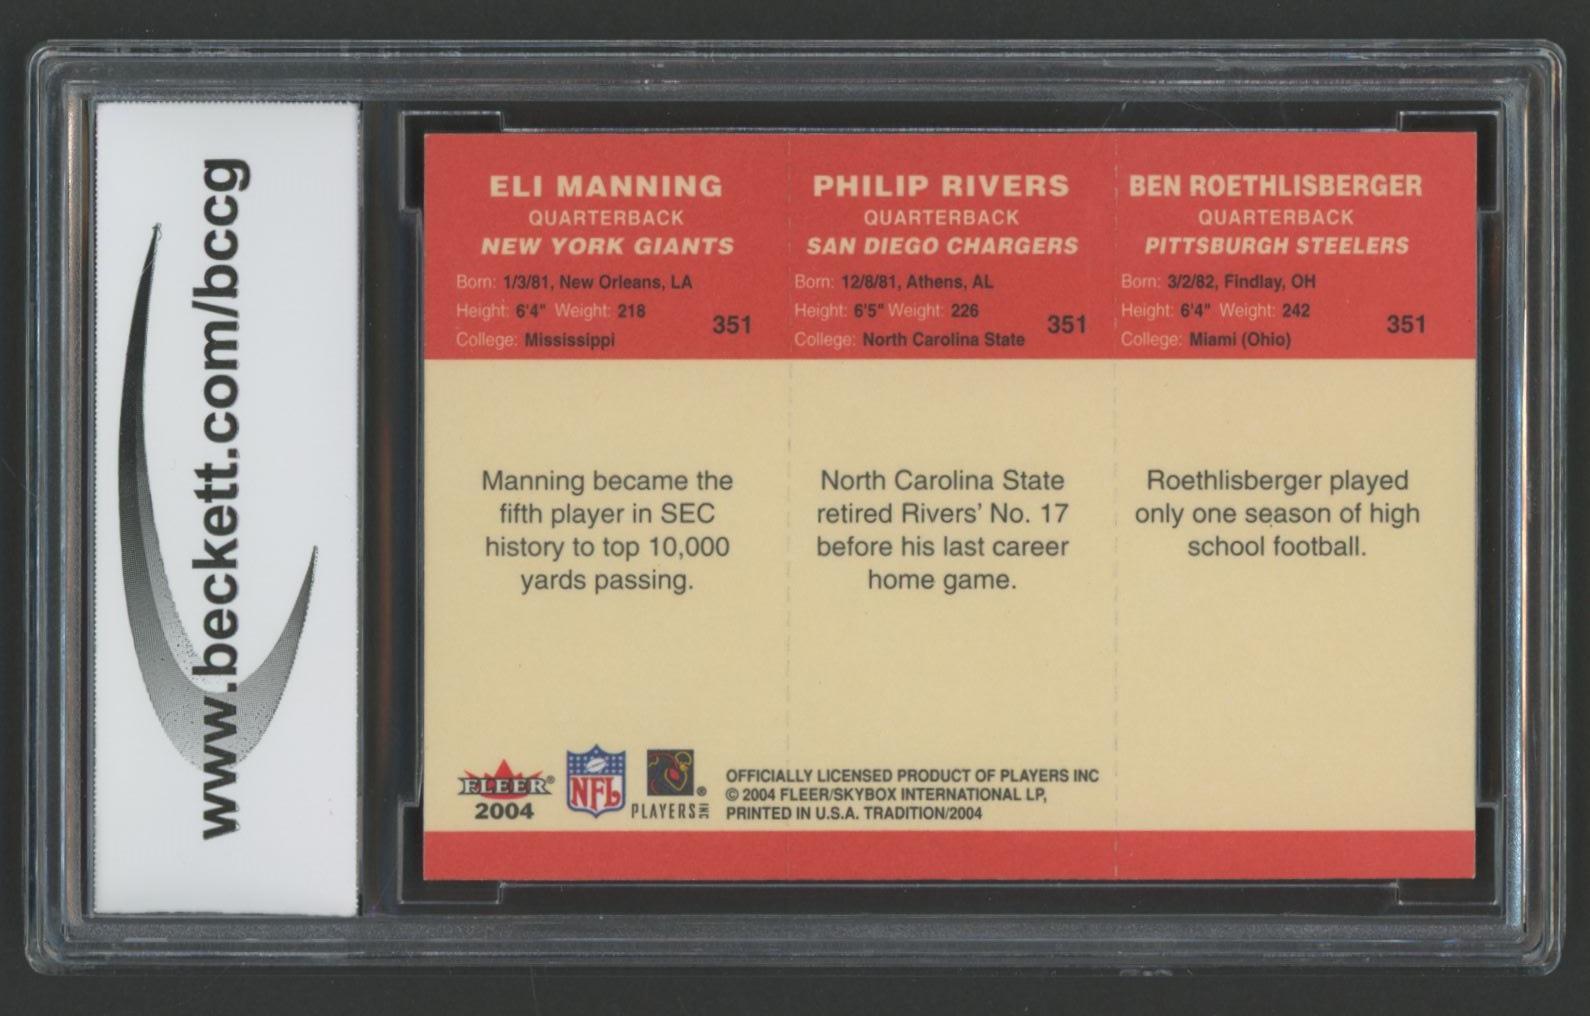 www.beckett.com/bccg
ELI MANNING
QUARTERBACK
NEW YORK GIANTS
Born: 1/3/81, New Orleans, LA
Height: 6'4" Weight: 218
College: Mississippi
351
Manning became the
fifth player in SEC
history to top 10,000
yards passing.
PHILIP RIVERS
QUARTERBACK
SAN DIEGO CHARGERS
Born: 12/8/81, Athens, AL
Height: 6'5" Weight: 226
College: North Carolina State
351
North Carolina State
retired Rivers' No. 17
before his last career
home game.
BEN ROETHLISBERGER
QUARTERBACK
PITTSBURGH STEELERS
Born: 3/2/82, Findlay, OH
Height: 6'4" Weight: 242
College: Miami (Ohio)
351
Roethlisberger played
only one season of high
school football.
FLEER®
2004
NFL
PLAYERS INC ®
OFFICIALLY LICENSED PRODUCT OF PLAYERS INC
© 2004 FLEER/SKYBOX INTERNATIONAL LP,
PRINTED IN U.S.A. TRADITION/2004